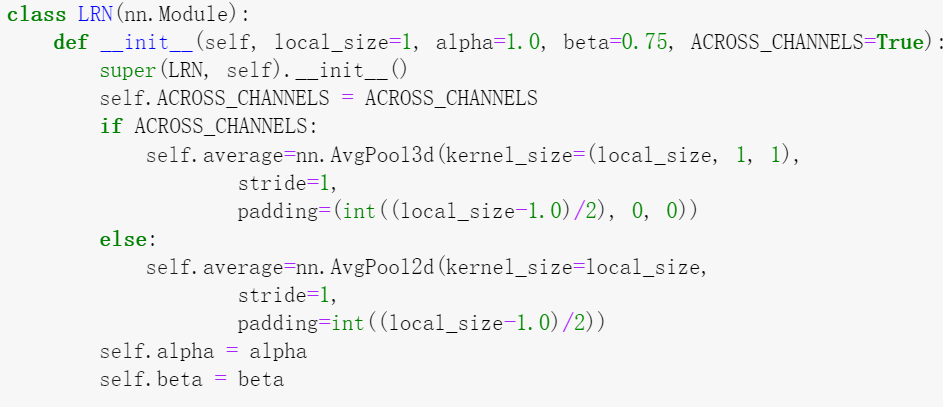 class LRN(nn.Module):
    def __init__(self, local_size=1, alpha=1.0, beta=0.75, ACROSS_CHANNELS=True):
        super(LRN, self).__init__()
        self.ACROSS_CHANNELS = ACROSS_CHANNELS
        if ACROSS_CHANNELS:
            self.average=nn.AvgPool3d(kernel_size=(local_size, 1, 1),
                    stride=1,
                    padding=(int((local_size-1.0)/2), 0, 0))
        else:
            self.average=nn.AvgPool2d(kernel_size=local_size,
                    stride=1,
                    padding=int((local_size-1.0)/2))
        self.alpha = alpha
        self.beta = beta